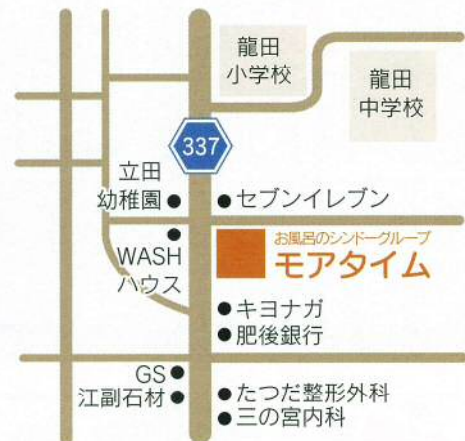 龍田
小学校
龍田
中学校
337
立田
幼稚園
セブンイレブン
WASH
ハウス
お風呂のシンドーグループ
モアタイム
キヨナガ
肥後銀行
GS
江副石材
たつだ整形外科
三の宮内科